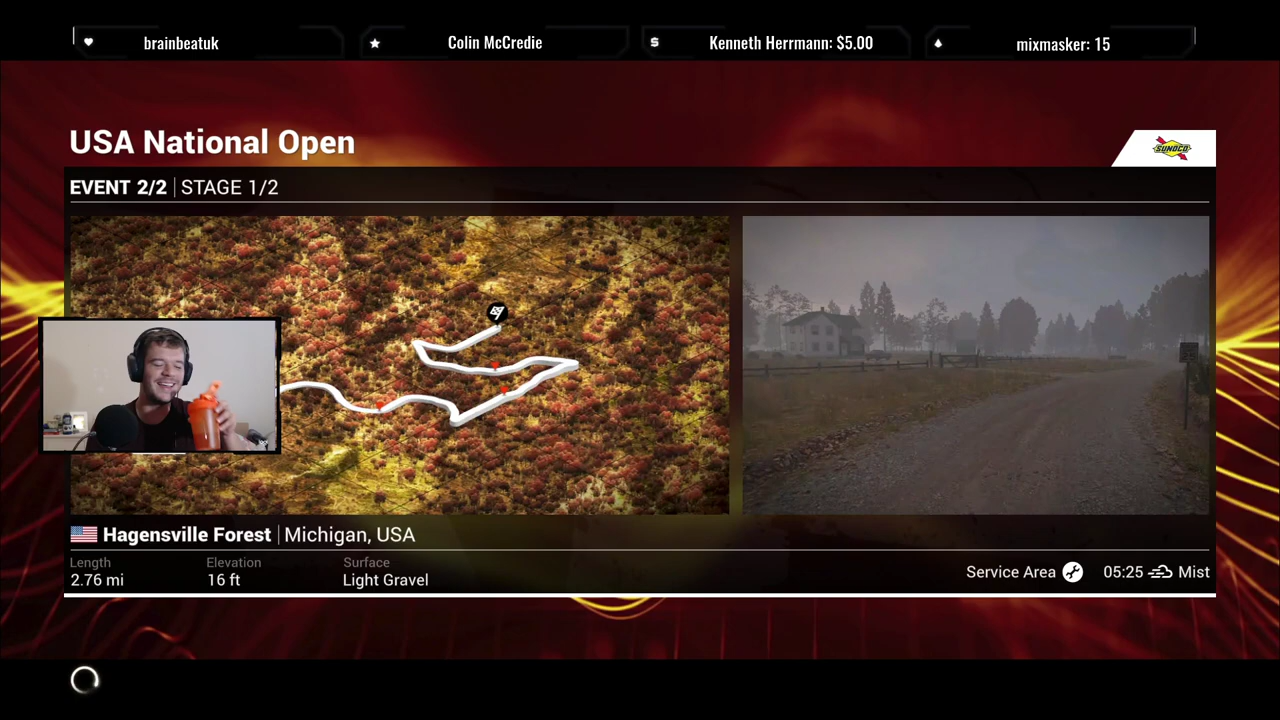 brainbeatuk
Colin McCredie
Kenneth Herrmann: $5.00
mixmasker: 15
USA National Open
SUNOCO
EVENT 2/2 | STAGE 1/2
Hagensville Forest | Michigan, USA
Length
2.76 mi
Elevation
16 ft
Surface
Light Gravel
Service Area
05:25
Mist